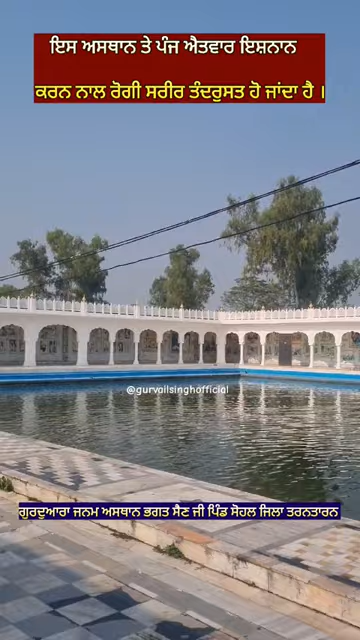 ਇਸ ਅਸਥਾਨ ਤੇ ਪੰਜ ਐਤਵਾਰ ਇਸ਼ਨਾਨ
ਕਰਨ ਨਾਲ ਰੋਗੀ ਸਰੀਰ ਤੰਦਰੁਸਤ ਹੋ ਜਾਂਦਾ ਹੈ ।
@gurvailsinghofficial
ਗੁਰਦੁਆਰਾ ਜਨਮ ਅਸਥਾਨ ਭਗਤ ਸੈਣ ਜੀ ਪਿੰਡ ਸੋਹਲ ਜਿਲਾ ਤਰਨਤਾਰਨ